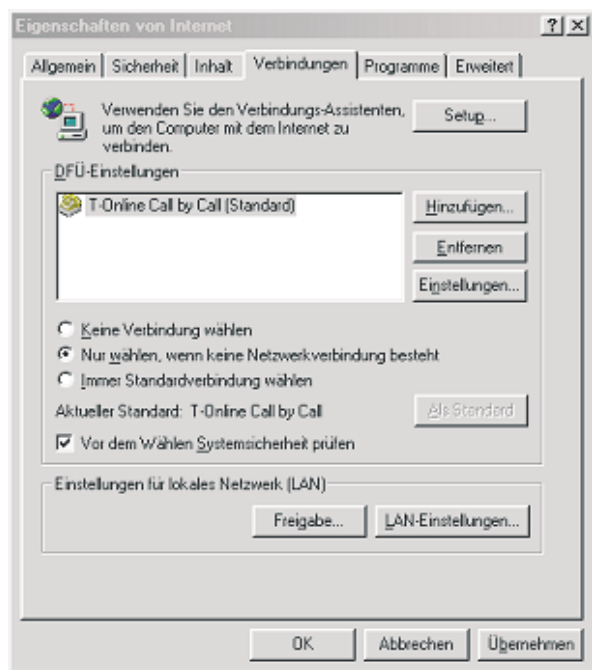 Eigenschaften von Internet
Allgemein Sicherheit Inhalt Verbindungen Programme Erweitert
Verwenden Sie den Verbindungs-Assistenten,
um den Computer mit dem Internet zu
verbinden.
Setup...
DFÜ-Einstellungen
T-Online Call by Call (Standard)
Hinzufügen...
Entfernen
Einstellungen...
Keine Verbindung wählen
Nur wählen, wenn keine Netzwerkverbindung besteht
Immer Standardverbindung wählen
Aktueller Standard: T-Online Call by Call
Als Standard
Vor dem Wählen Systemsicherheit prüfen
Einstellungen für lokales Netzwerk (LAN)
Freigabe... LAN-Einstellungen...
OK Abbrechen Übernehmen